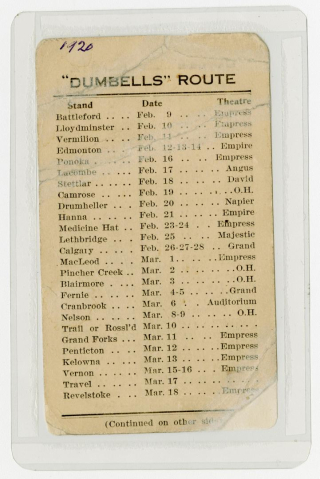 1920
"DUMBELLS" ROUTE
Stand Date Theatre
Battleford . . . . Feb. 9 . . . . Empress
Lloydminster . . Feb. 10 . . . . Empress
Vermilion . . . . Feb. 11 . . . . Empress
Edmonton . . . . Feb. 12-13-14 . . Empire
Ponoka . . . . Feb. 16 . . . . Empress
Lacombe . . . . Feb. 17 . . . . Angus
Stettlar . . . . Feb. 18 . . . . David
Camrose . . . . Feb. 19 . . . . O.H.
Drumheller . . . Feb. 20 . . . . Napier
Hanna . . . . Feb. 21 . . . . Empire
Medicine Hat . . Feb. 23-24 . . . Empress
Lethbridge . . . Feb. 25 . . . Majestic
Calgary . . . . Feb. 26-27-28 . . Grand
MacLeod . . . . Mar. 1 . . . . Empress
Pincher Creek . . Mar. 2 . . . . O.H.
Blairmore . . . . Mar. 3 . . . . O.H.
Fernie . . . . Mar. 4-5 . . . . Grand
Cranbrook . . . . Mar. 6 . . Auditorium
Nelson . . . . Mar. 8-9 . . . . O.H.
Trail or Rossl'd Mar. 10 . . . . . . .
Grand Forks . . . Mar. 11 . . . Empress
Penticton . . . . Mar. 12 . . . . Empress
Kelowna . . . . Mar. 13 . . . . Empress
Vernon . . . . Mar. 15-16 . . . Empress
Travel . . . . . Mar. 17 . . . . . . .
Revelstoke . . . Mar. 18 . . . . Empress
(Continued on other side)